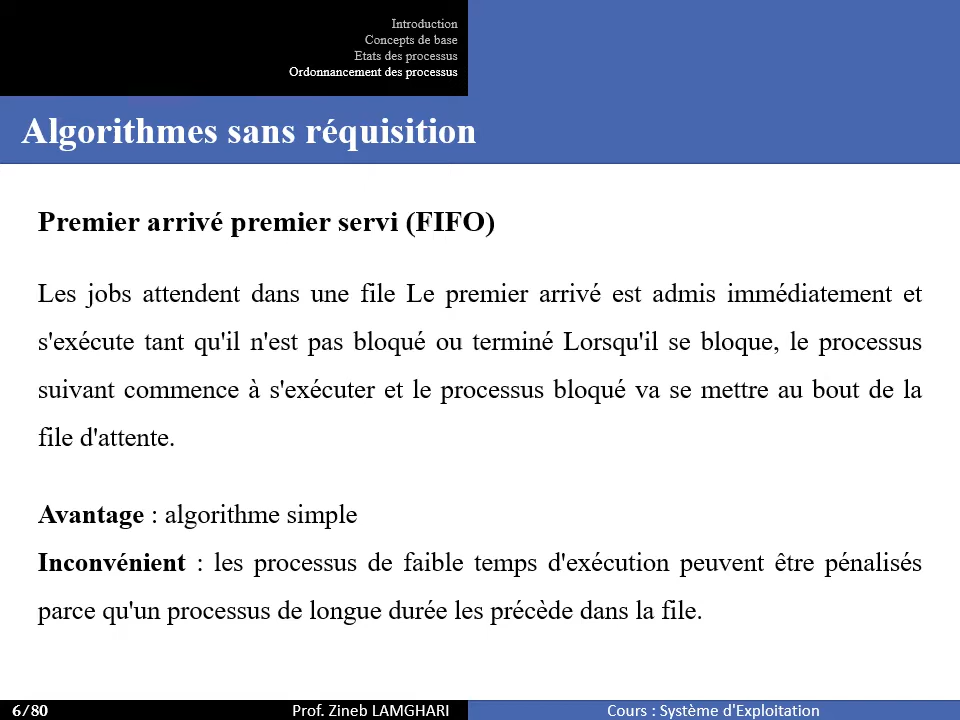 Introduction
Concepts de base
Etats des processus
Ordonnancement des processus
Algorithmes sans réquisition
Premier arrivé premier servi (FIFO)
Les jobs attendent dans une file Le premier arrivé est admis immédiatement et
s'exécute tant qu'il n'est pas bloqué ou terminé Lorsqu'il se bloque, le processus
suivant commence à s'exécuter et le processus bloqué va se mettre au bout de la
file d'attente.
Avantage : algorithme simple
Inconvénient : les processus de faible temps d'exécution peuvent être pénalisés
parce qu'un processus de longue durée les précède dans la file.
6/80 Prof. Zineb LAMGHARI Cours : Système d'Exploitation